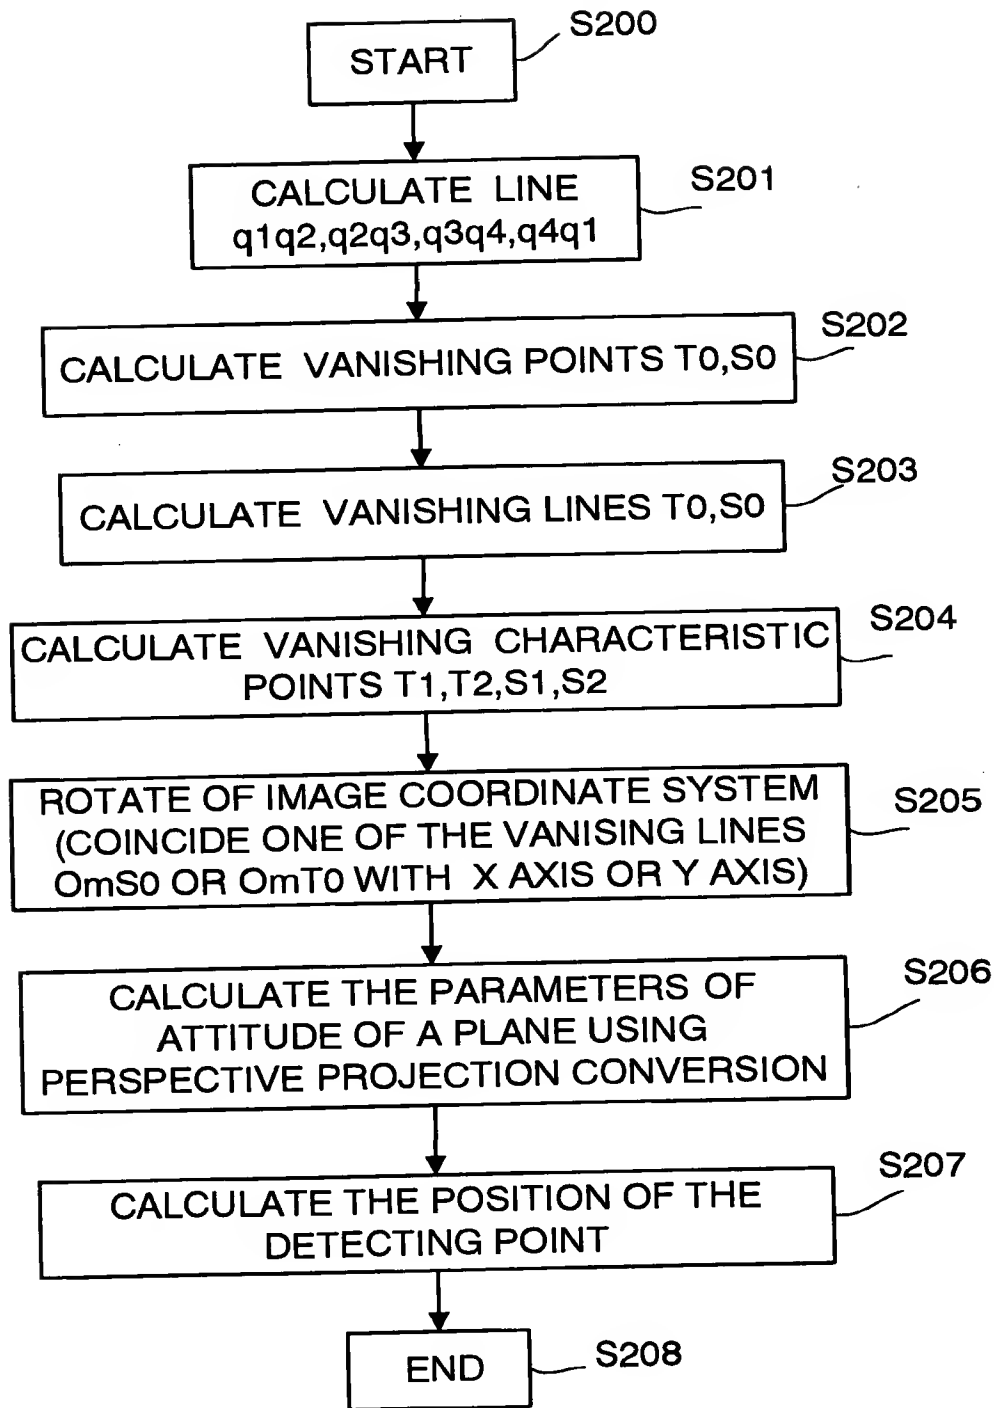 START
S200
CALCULATE LINE
q1q2,q2q3,q3q4,q4q1
S201
CALCULATE VANISHING POINTS T0,S0
S202
CALCULATE VANISHING LINES T0,S0
S203
CALCULATE VANISHING CHARACTERISTIC
POINTS T1,T2,S1,S2
S204
ROTATE OF IMAGE COORDINATE SYSTEM
(COINCIDE ONE OF THE VANISING LINES
OmS0 OR OmT0 WITH X AXIS OR Y AXIS)
S205
CALCULATE THE PARAMETERS OF
ATTITUDE OF A PLANE USING
PERSPECTIVE PROJECTION CONVERSION
S206
CALCULATE THE POSITION OF THE
DETECTING POINT
S207
END
S208